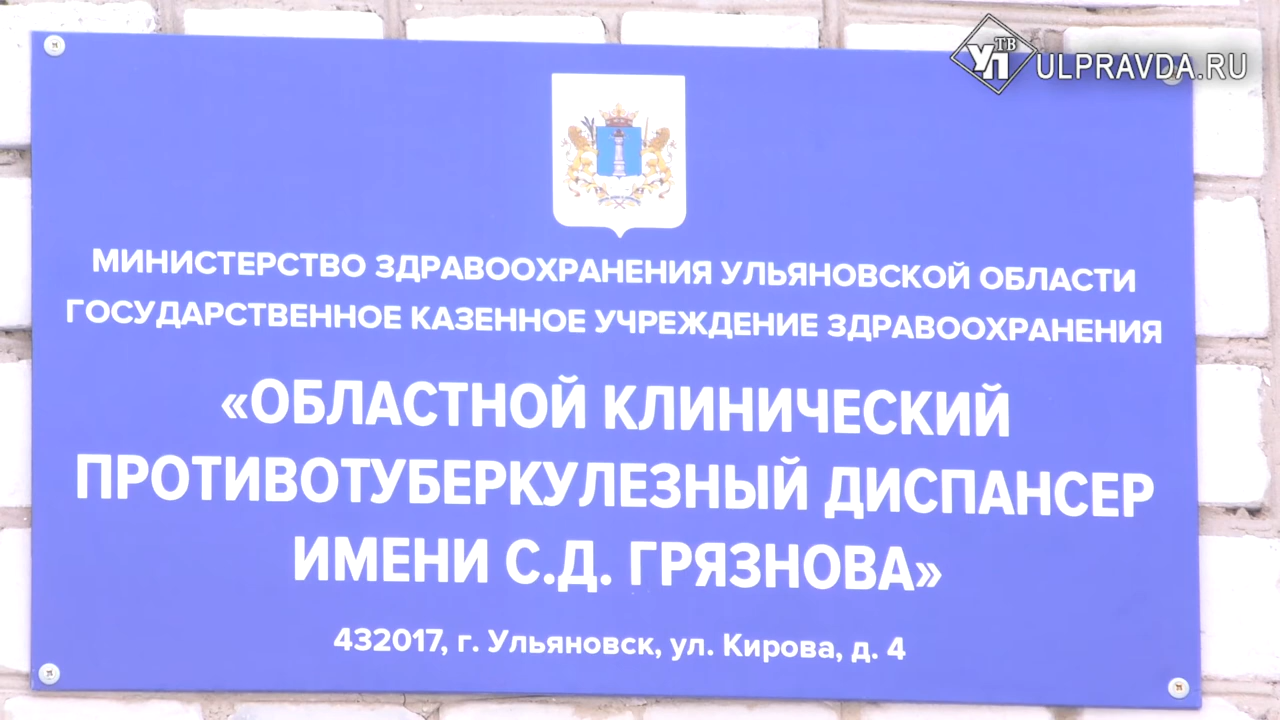 УП ТВ ULPRAVDA.RU
МИНИСТЕРСТВО ЗДРАВООХРАНЕНИЯ УЛЬЯНОВСКОЙ ОБЛАСТИ
ГОСУДАРСТВЕННОЕ КАЗЕННОЕ УЧРЕЖДЕНИЕ ЗДРАВООХРАНЕНИЯ
«ОБЛАСТНОЙ КЛИНИЧЕСКИЙ
ПРОТИВОТУБЕРКУЛЕЗНЫЙ ДИСПАНСЕР
ИМЕНИ С.Д. ГРЯЗНОВА»
432017, г. Ульяновск, ул. Кирова, д. 4